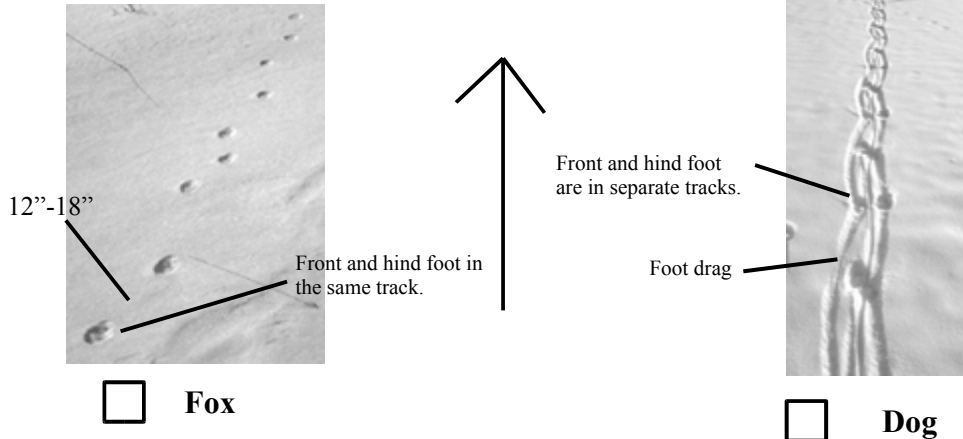 12”-18”
Front and hind foot in
the same track.
Fox
Front and hind foot
are in separate tracks.
Foot drag
Dog